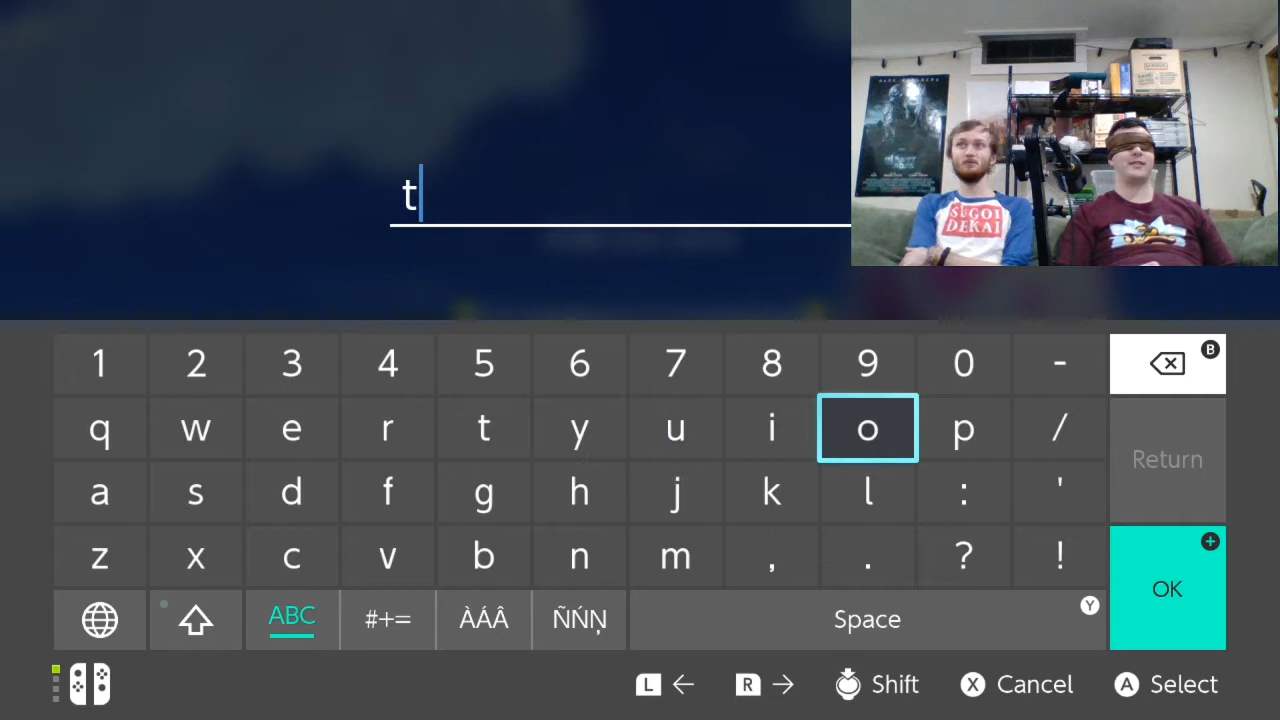 t
1 2 3 4 5 6 7 8 9 0 - B
q w e r t y u i o p / Return
a s d f g h j k l : '
z x c v b n m , . ? ! + OK
ABC #+= ÀÁÂ ÑŃŅ Space Y
L ← R → Shift X Cancel A Select
SUGOI
DEKAI